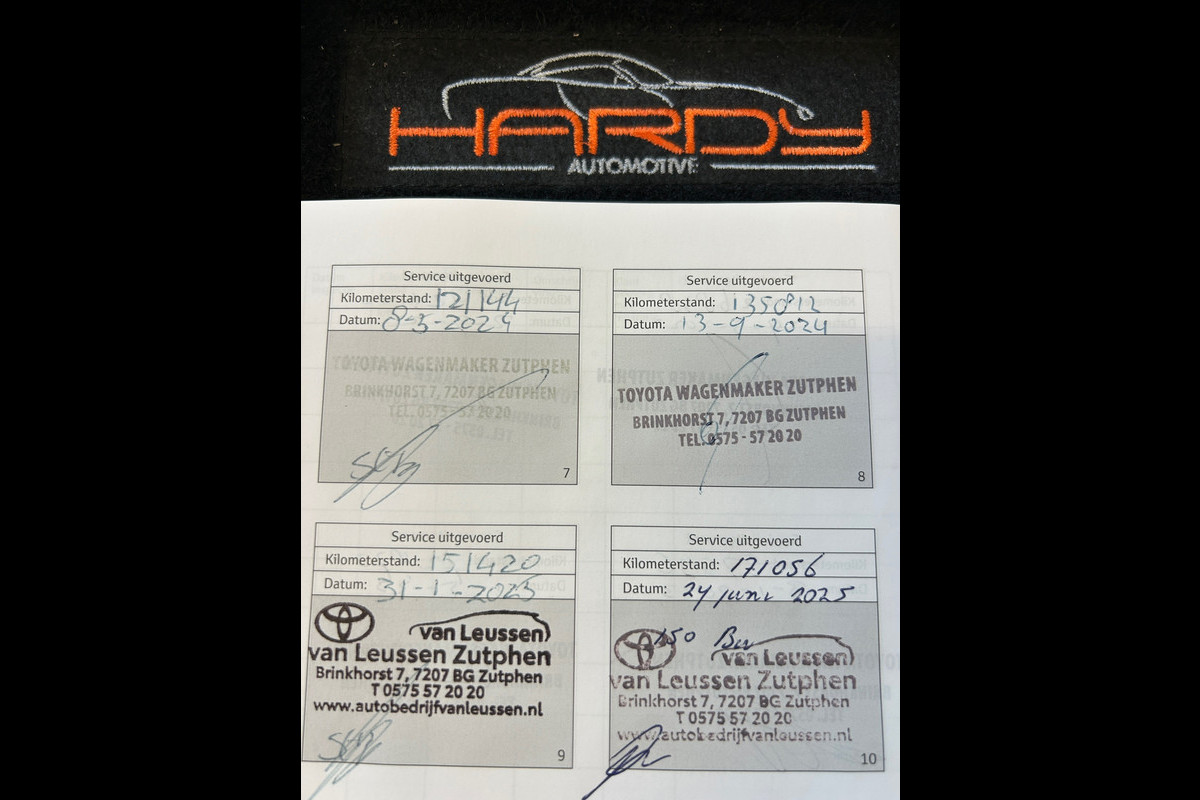 HARDY
AUTOMOTIVE
Service uitgevoerd
Kilometerstand: 121144
Datum: 8-3-2024
TOYOTA WAGENMAKER ZUTPHEN
BRINKHORST 7, 7207 BG ZUTPHEN
TEL. 0575 - 57 20 20
7
Service uitgevoerd
Kilometerstand: 135812
Datum: 13-9-2024
TOYOTA WAGENMAKER ZUTPHEN
BRINKHORST 7, 7207 BG ZUTPHEN
TEL. 0575 - 57 20 20
8
Service uitgevoerd
Kilometerstand: 151420
Datum: 31-12-2025
van Leussen
van Leussen Zutphen
Brinkhorst 7, 7207 BG Zutphen
T 0575 57 20 20
www.autobedrijfvanleussen.nl
9
Service uitgevoerd
Kilometerstand: 171056
Datum: 24 juni 2025
150
van Leussen
van Leussen Zutphen
Brinkhorst 7, 7207 BG Zutphen
T 0575 57 20 20
www.autobedrijfvanleussen.nl
10